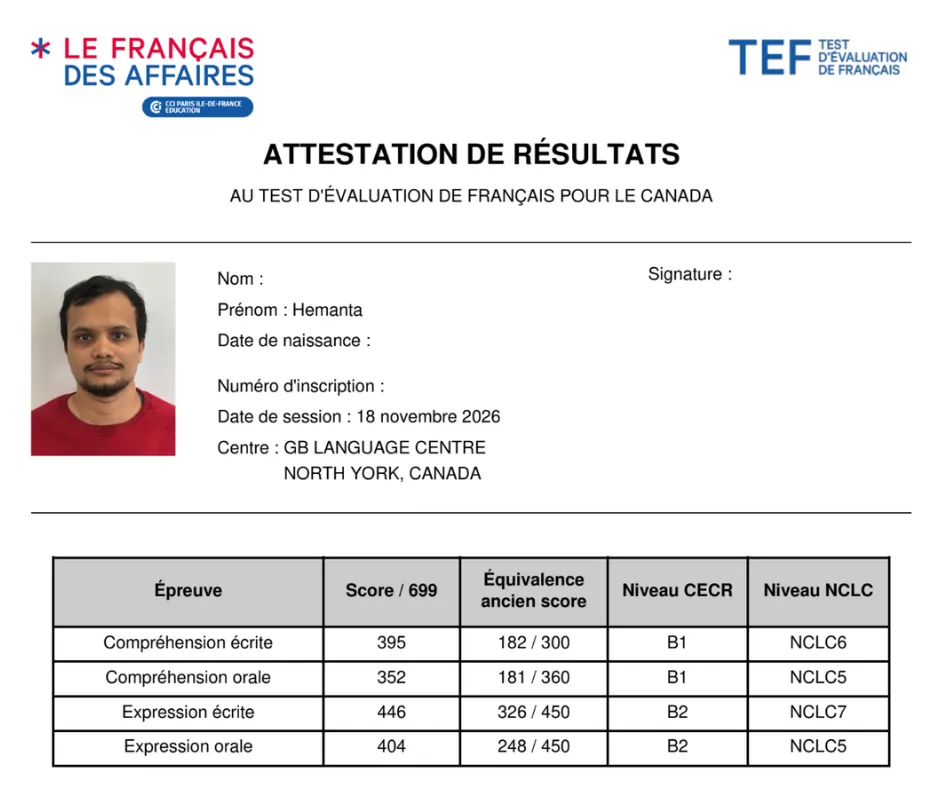 LE FRANÇAIS
DES AFFAIRES
CCI PARIS ILE-DE-FRANCE
EDUCATION
TEF TEST
D'ÉVALUATION
DE FRANÇAIS
ATTESTATION DE RÉSULTATS
AU TEST D'ÉVALUATION DE FRANÇAIS POUR LE CANADA
Nom :
Signature :
Prénom : Hemanta
Date de naissance :
Numéro d'inscription :
Date de session : 18 novembre 2026
Centre : GB LANGUAGE CENTRE
NORTH YORK, CANADA
Épreuve Score / 699 Équivalence ancien score Niveau CECR Niveau NCLC
Compréhension écrite 395 182 / 300 B1 NCLC6
Compréhension orale 352 181 / 360 B1 NCLC5
Expression écrite 446 326 / 450 B2 NCLC7
Expression orale 404 248 / 450 B2 NCLC5